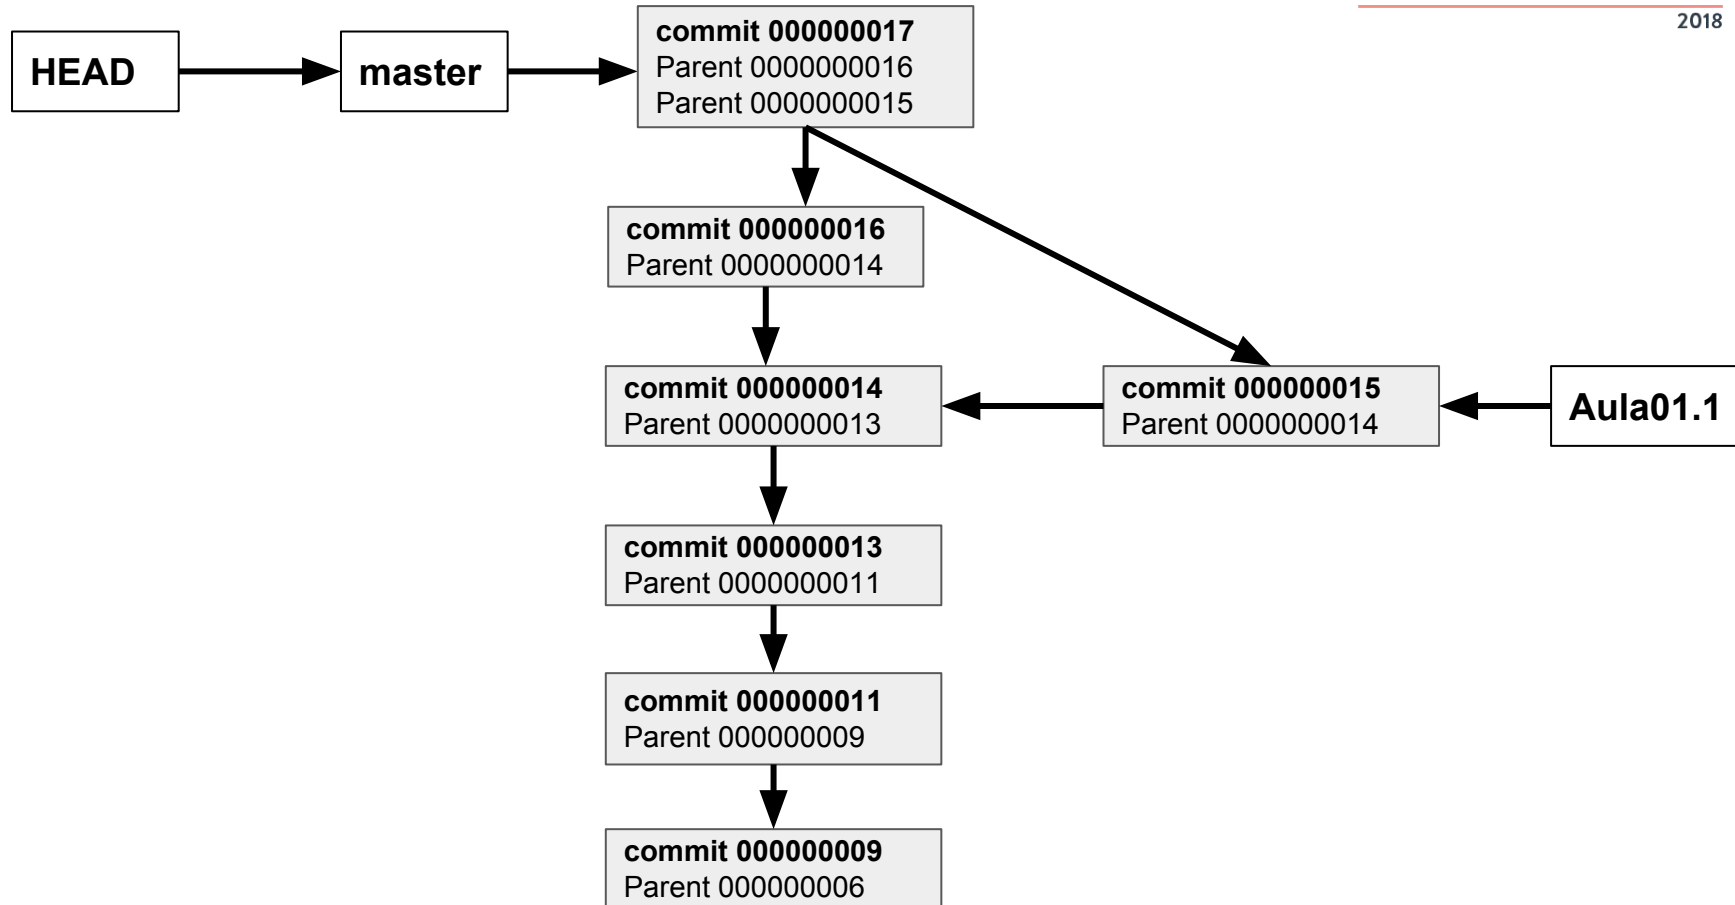 2018
HEAD
master
commit 000000017
Parent 0000000016
Parent 0000000015
commit 000000016
Parent 0000000014
commit 000000014
Parent 0000000013
commit 000000015
Parent 0000000014
Aula01.1
commit 000000013
Parent 0000000011
commit 000000011
Parent 000000009
commit 000000009
Parent 000000006